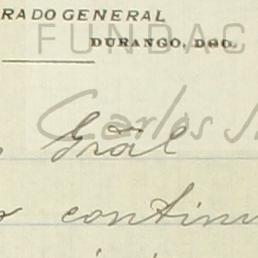 RADO GENERAL
FUNDAC
DURANGO, DGO.
Carlos S
Gral
continu